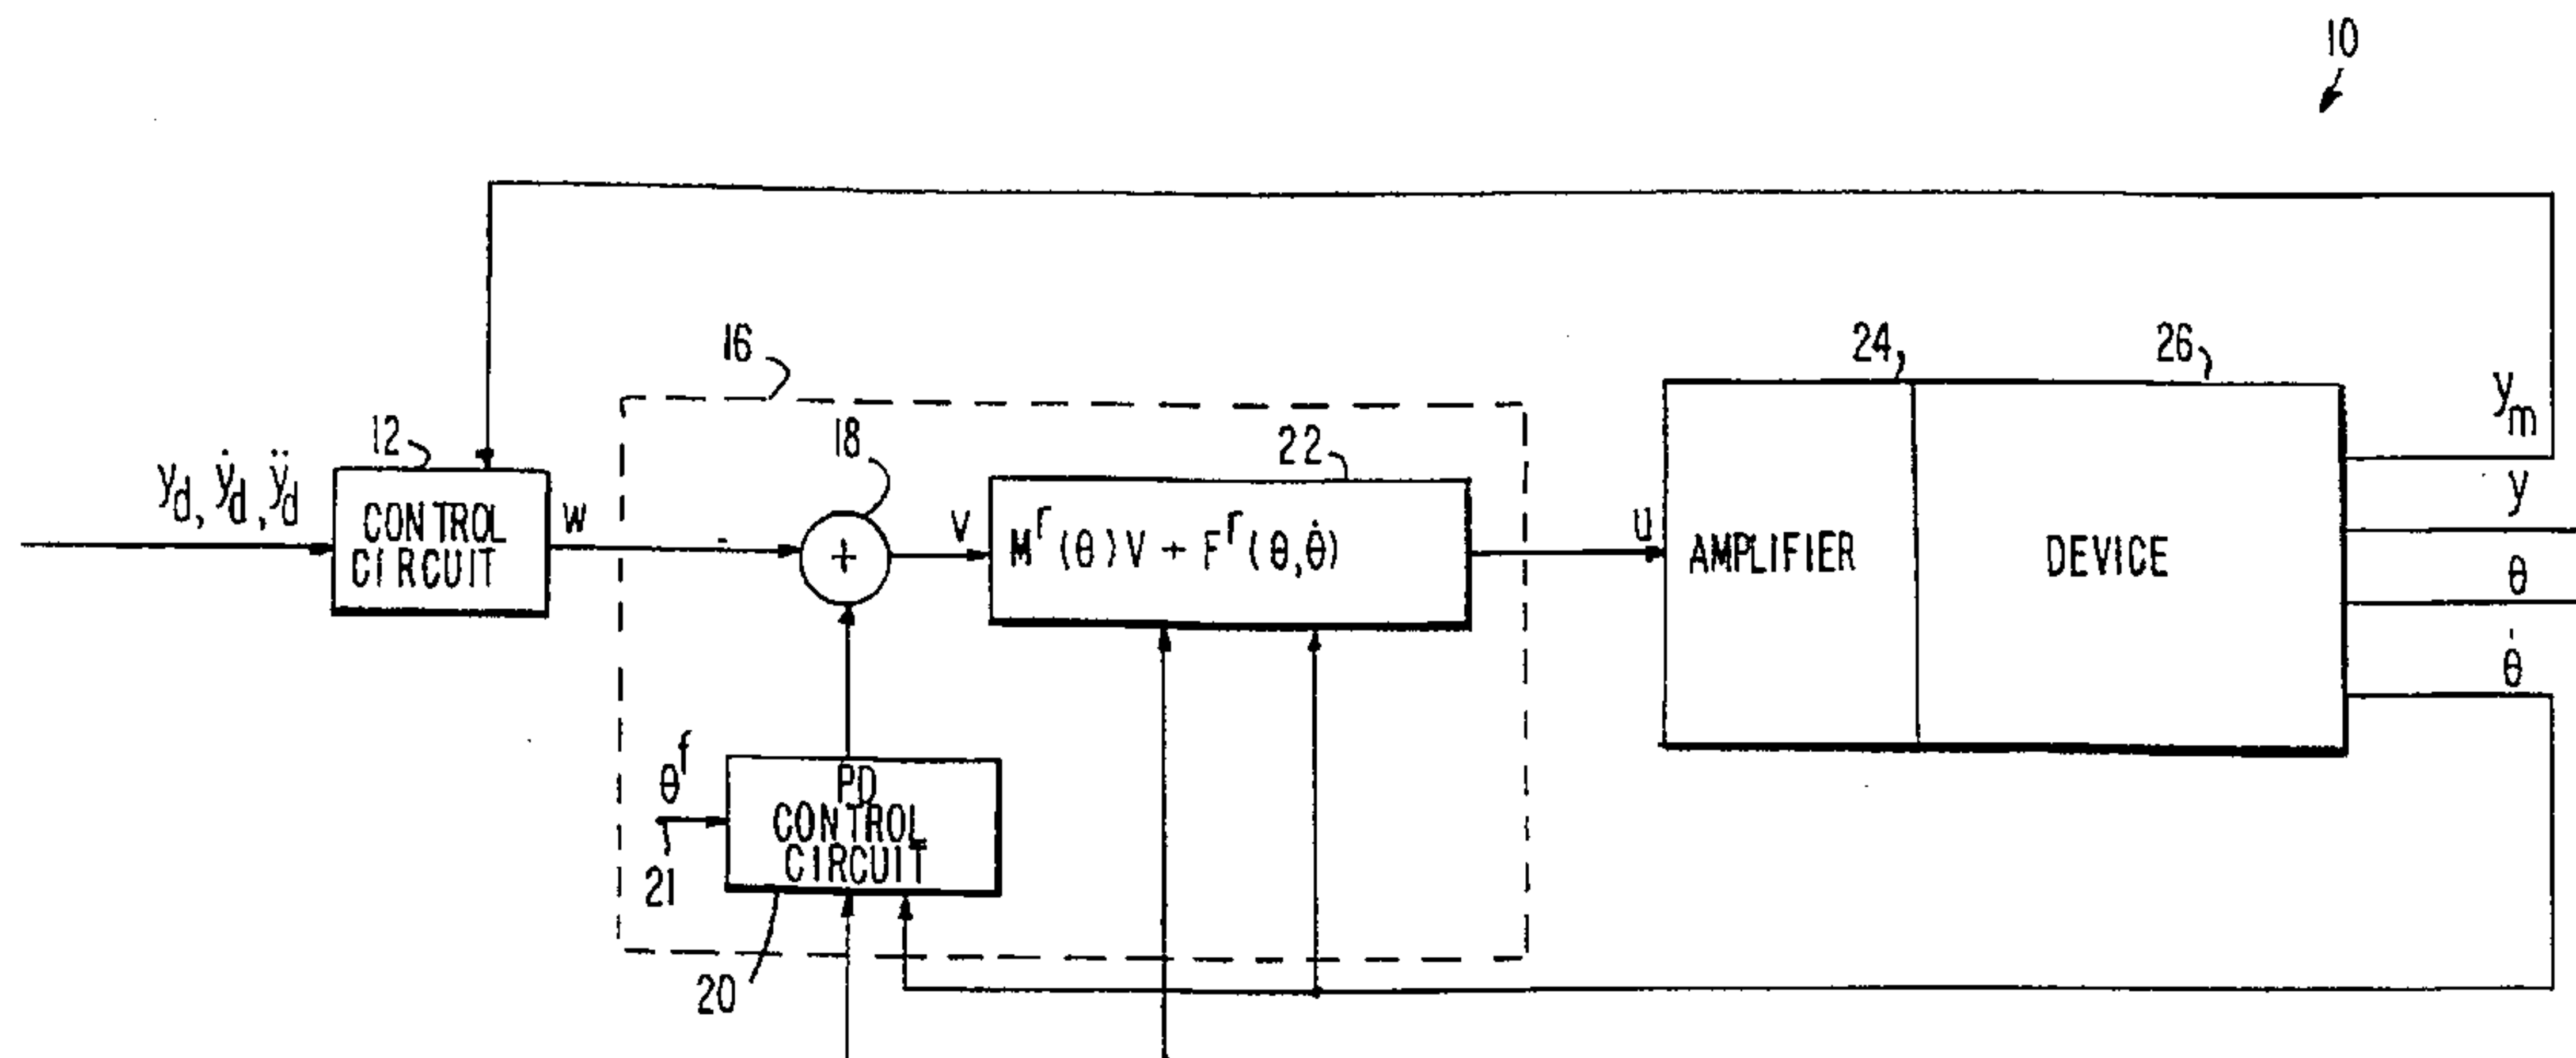 10
16
24
26
y_m
12
18
22
y
y_d, ẏ_d, ÿ_d
CONTROL
CIRCUIT
w
+
v
M^r(θ)V + F^r(θ,θ̇)
u
AMPLIFIER
DEVICE
θ
θ̇
θ^f
PD
CONTROL
CIRCUIT
21
20